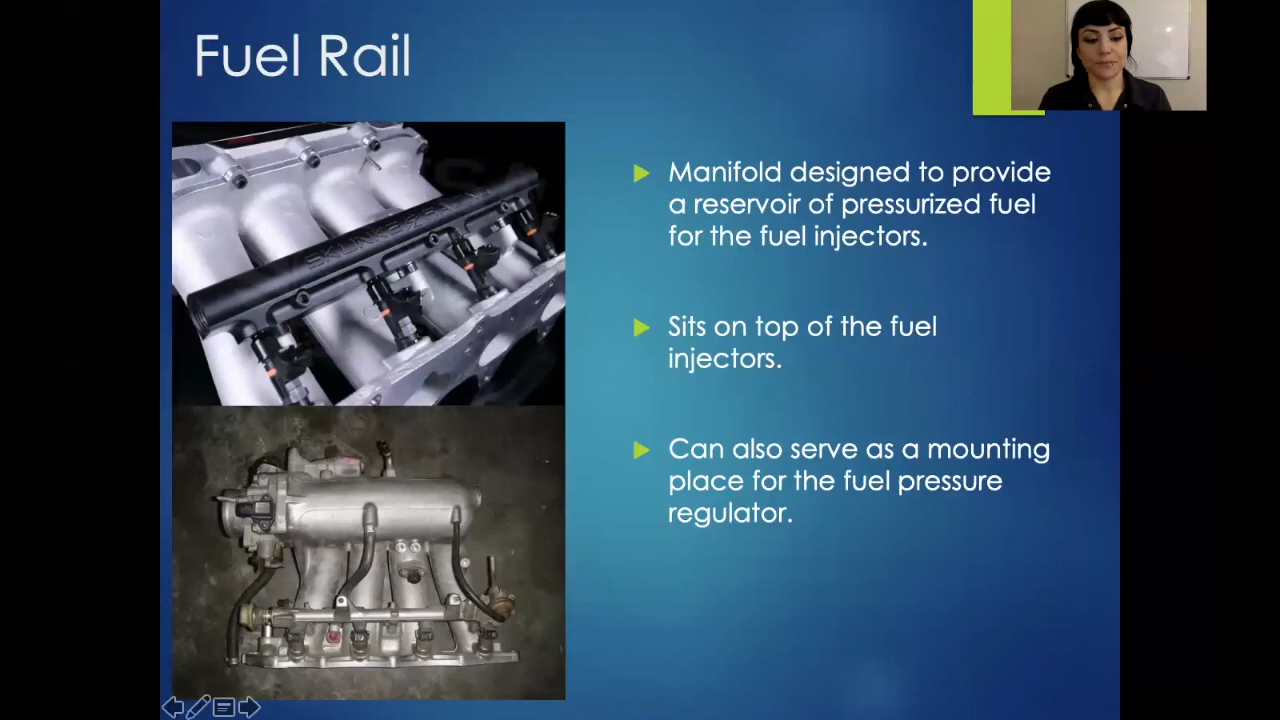 Fuel Rail
Manifold designed to provide
a reservoir of pressurized fuel
for the fuel injectors.
Sits on top of the fuel
injectors.
Can also serve as a mounting
place for the fuel pressure
regulator.